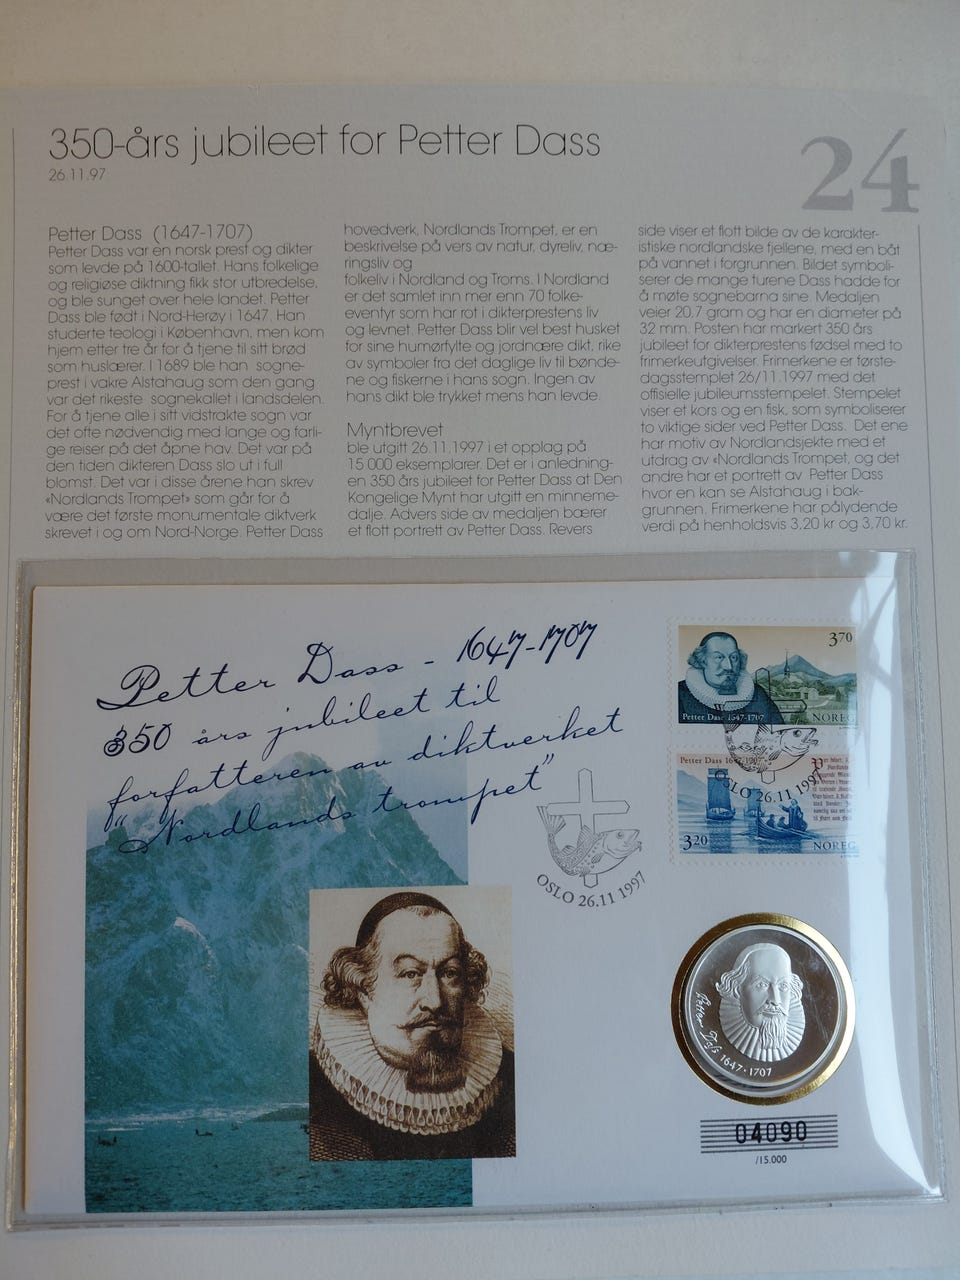 350-års jubileet for Petter Dass
26.11.97
24
Petter Dass (1647-1707)
Petter Dass var en norsk prest og dikter
som levde på 1600-tallet. Hans folkelige
og religiøse diktning fikk stor utbredelse,
og ble sunget over hele landet. Petter
Dass ble født i Nord-Herøy i 1647. Han
studerte teologi i København, men kom
hjem etter tre år for å tjene til sitt brød
som huslærer. I 1689 ble han sogne-
prest i vakre Alstahaug som den gang
var det rikeste sognekallet i landsdelen.
For å tjene alle i sitt vidstrakte sogn var
det ofte nødvendig med lange og farli-
ge reiser på det åpne hav. Det var på
den tiden dikteren Dass slo ut i full
blomst. Det var i disse årene han skrev
«Nordlands Trompet» som går for å
være det første monumentale diktverk
skrevet i og om Nord-Norge. Petter Dass
hovedverk, Nordlands Trompet, er en
beskrivelse på vers av natur, dyreliv, næ-
ringsliv og
folkeliv i Nordland og Troms. I Nordland
er det samlet inn mer enn 70 folke-
eventyr som har rot i dikterprestens liv
og levnet. Petter Dass blir vel best husket
for sine humørfylte og jordnære dikt, rike
av symboler fra det daglige liv til bønde-
ne og fiskerne i hans sogn. Ingen av
hans dikt ble trykket mens han levde.
Myntbrevet
ble utgitt 26.11.1997 i et opplag på
15 000 eksemplarer. Det er i anledning-
en 350 års jubileet for Petter Dass at Den
Kongelige Mynt har utgitt en minneme-
dalje. Advers side av medaljen bærer
et flott portrett av Petter Dass. Revers
side viser et flott bilde av de karakter-
istiske nordlandske fjellene, med en båt
på vannet i forgrunnen. Bildet symboli-
serer de mange turene Dass hadde for
å møte sognebarna sine. Medaljen
veier 20,7 gram og har en diameter på
32 mm. Posten har markert 350 års
jubileet for dikterprestens fødsel med to
frimerkeutgivelser. Frimerkene er første-
dagsstemplet 26/11.1997 med det
offisielle jubileumsstempelet. Stempelet
viser et kors og en fisk, som symboliserer
to viktige sider ved Petter Dass. Det ene
har motiv av Nordlandsjekte med et
utdrag av «Nordlands Trompet, og det
andre har et portrett av Petter Dass
hvor en kan se Alstahaug i bak-
grunnen. Frimerkene har pålydende
verdi på henholdsvis 3,20 kr og 3,70 kr.
Petter Dass - 1647-1707
350 års jubileet til
forfatteren av diktverket
"Nordlands trompet"
370
Petter Dass 1647-1707
NOREG
Petter Dass 1647-1707
OSLO 26.11 1997
320
NOREG
OSLO 26.11 1997
Petter Dass 1647-1707
04090
/15.000